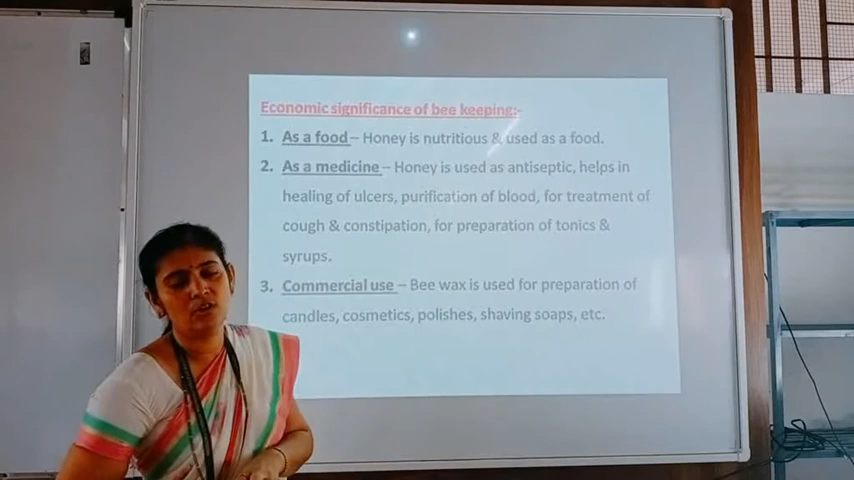 Economic significance of bee keeping:-
1. As a food – Honey is nutritious & used as a food.
2. As a medicine – Honey is used as antiseptic, helps in
healing of ulcers, purification of blood, for treatment of
cough & constipation, for preparation of tonics &
syrups.
3. Commercial use – Bee wax is used for preparation of
candles, cosmetics, polishes, shaving soaps, etc.